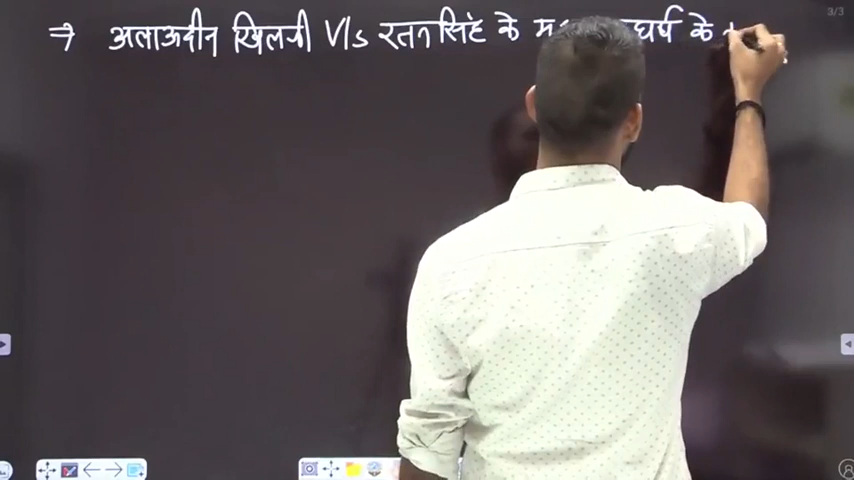 3/3
⇒ अलाऊदीन खिलजी V/s रतनसिंह के के